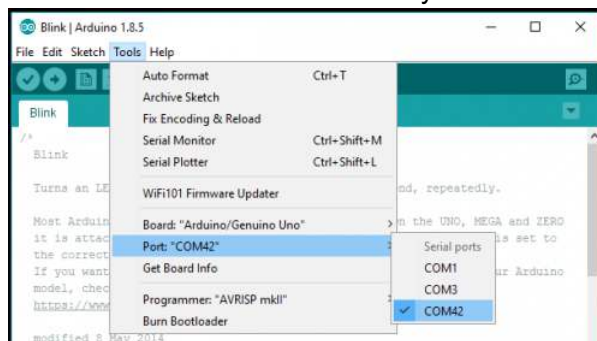 Blink | Arduino 1.8.5
File Edit Sketch Tools Help
Blink
Auto Format Ctrl+T
Archive Sketch
Fix Encoding & Reload
Serial Monitor Ctrl+Shift+M
Serial Plotter Ctrl+Shift+L
WiFi101 Firmware Updater
Board: "Arduino/Genuino Uno"
Port: "COM42"
Get Board Info
Programmer: "AVRISP mkII"
Burn Bootloader
Serial ports
COM1
COM3
COM42
/*
Blink
Turns an LE nd, repeatedly.
Most Arduin n the UNO, MEGA and ZERO
it is attac is set to
the correct
If you want ur Arduino
model, chec
https://www
modified 8 May 2014